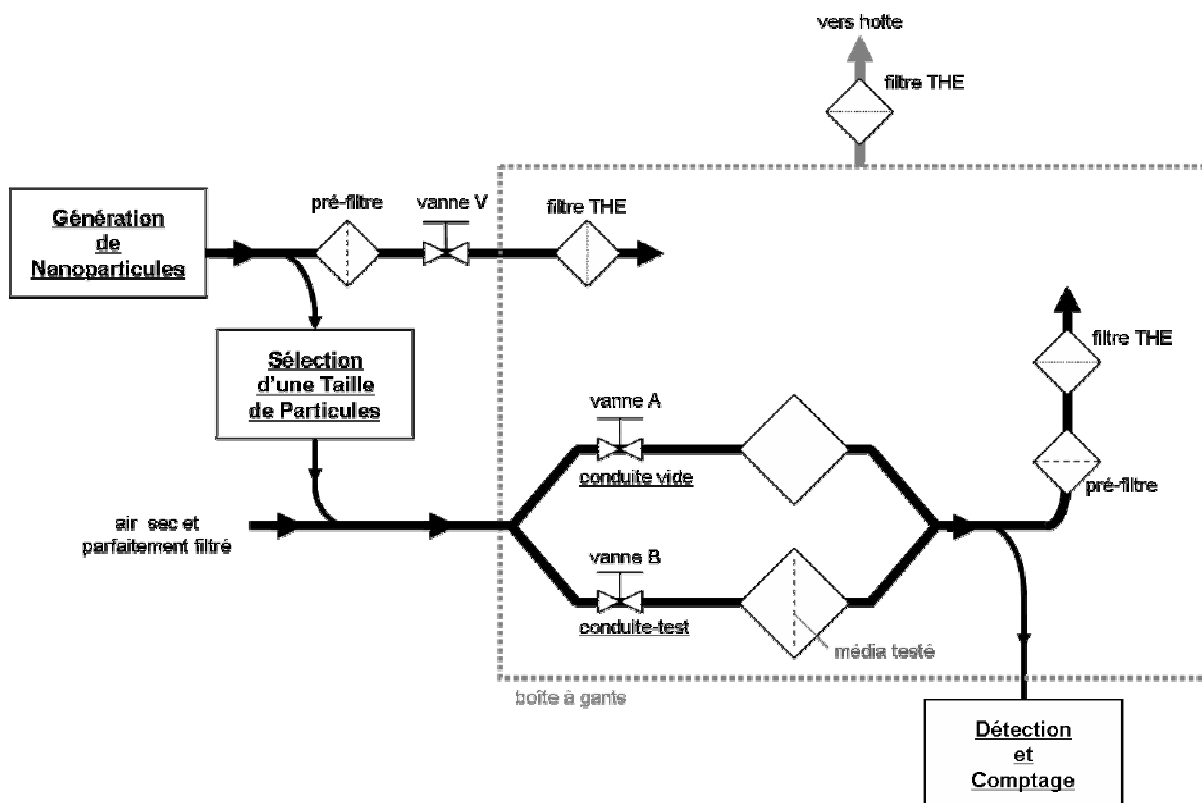 vers hotte
filtre THE
Génération
de
Nanoparticules
pré-filtre
vanne V
filtre THE
Sélection
d'une Taille
de Particules
filtre THE
vanne A
conduite vide
pré-filtre
air sec et
parfaitement filtré
vanne B
conduite-test
média testé
boîte à gants
Détection
et
Comptage